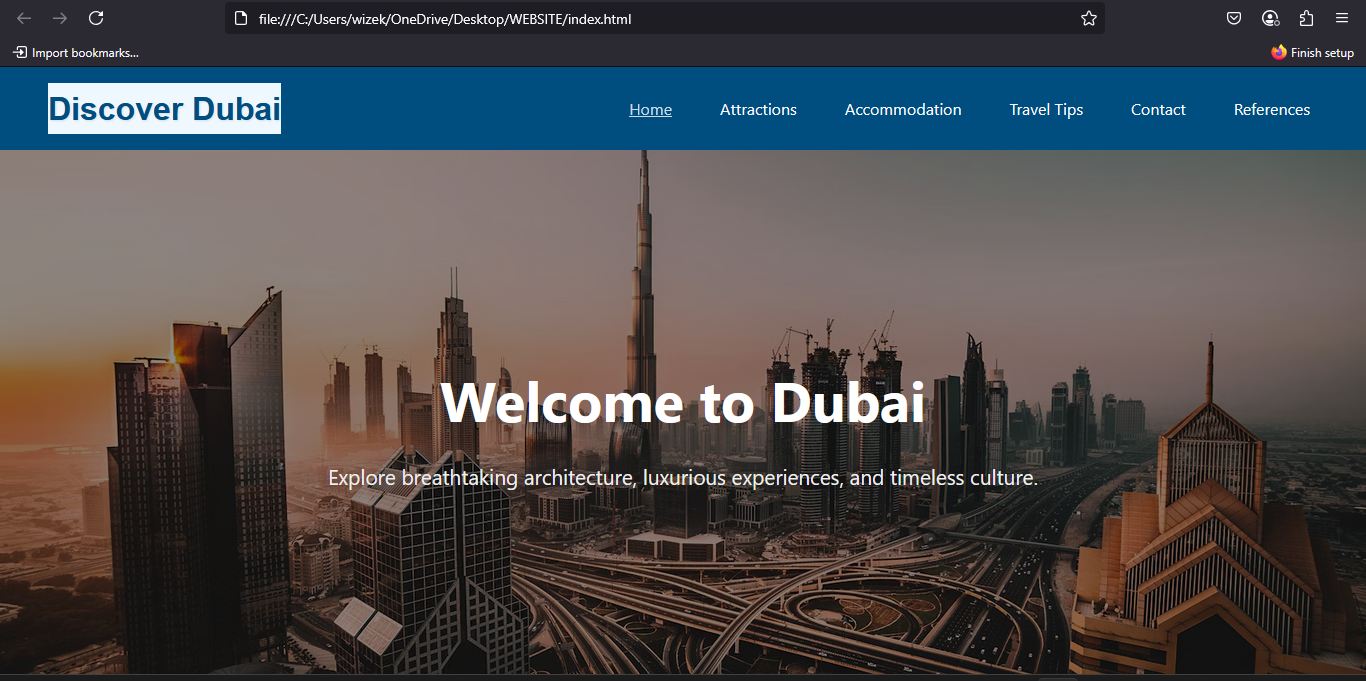 file:///C:/Users/wizek/OneDrive/Desktop/WEBSITE/index.html
Import bookmarks...
Finish setup
Discover Dubai
Home
Attractions
Accommodation
Travel Tips
Contact
References
Welcome to Dubai
Explore breathtaking architecture, luxurious experiences, and timeless culture.